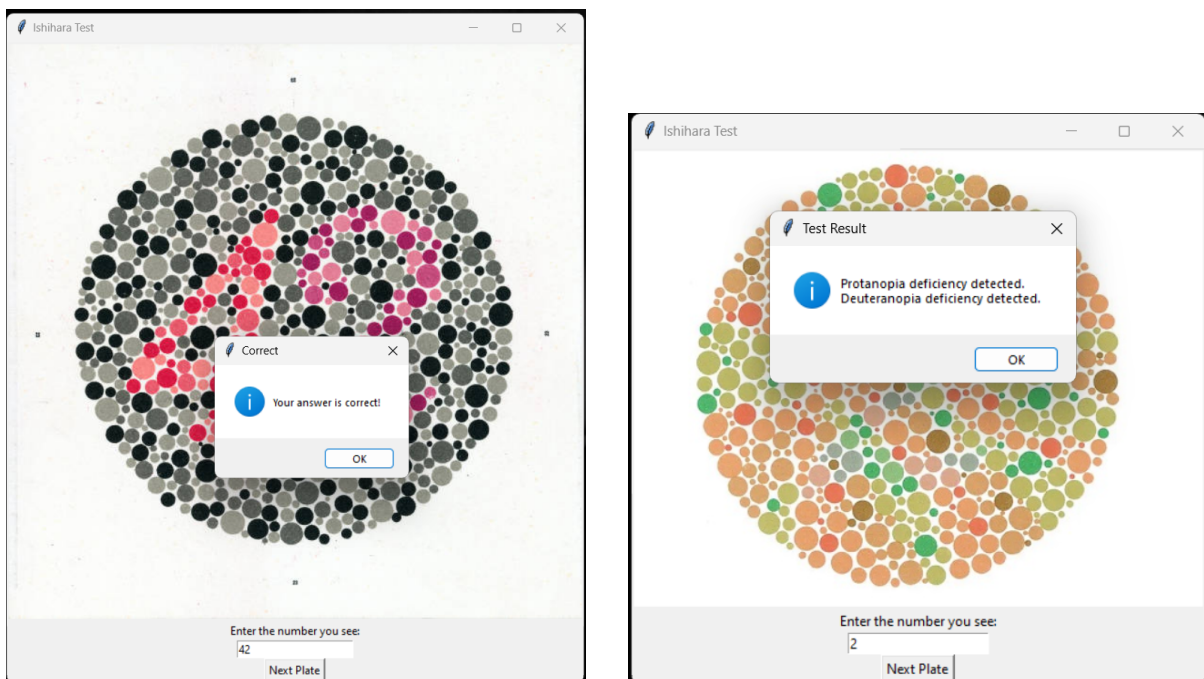 Ishihara Test
Correct
Your answer is correct!
OK
Enter the number you see:
42
Next Plate
Ishihara Test
Test Result
Protanopia deficiency detected.
Deuteranopia deficiency detected.
OK
Enter the number you see:
2
Next Plate